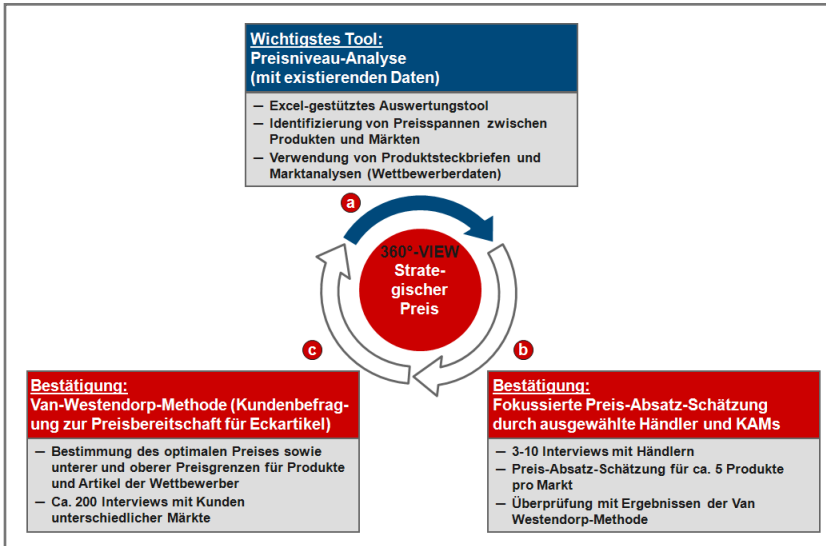 Wichtigstes Tool:
Preisniveau-Analyse
(mit existierenden Daten)
— Excel-gestütztes Auswertungstool
— Identifizierung von Preisspannen zwischen
Produkten und Märkten
— Verwendung von Produktsteckbriefen und
Marktanalysen (Wettbewerberdaten)
a
360°-VIEW
Strate-
gischer
Preis
c
b
Bestätigung:
Van-Westendorp-Methode (Kundenbefrag-
ung zur Preisbereitschaft für Eckartikel)
— Bestimmung des optimalen Preises sowie
unterer und oberer Preisgrenzen für Produkte
und Artikel der Wettbewerber
— Ca. 200 Interviews mit Kunden
unterschiedlicher Märkte
Bestätigung:
Fokussierte Preis-Absatz-Schätzung
durch ausgewählte Händler und KAMs
— 3-10 Interviews mit Händlern
— Preis-Absatz-Schätzung für ca. 5 Produkte
pro Markt
— Überprüfung mit Ergebnissen der Van
Westendorp-Methode